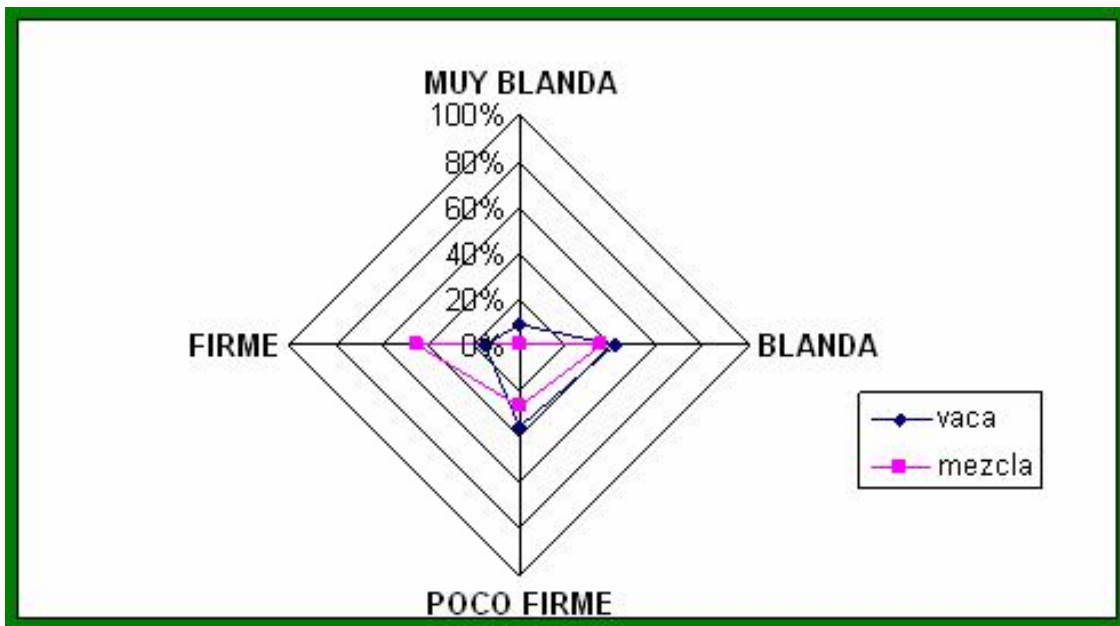 MUY BLANDA
100%
80%
60%
40%
20%
0%
FIRME
BLANDA
vaca
mezcla
POCO FIRME